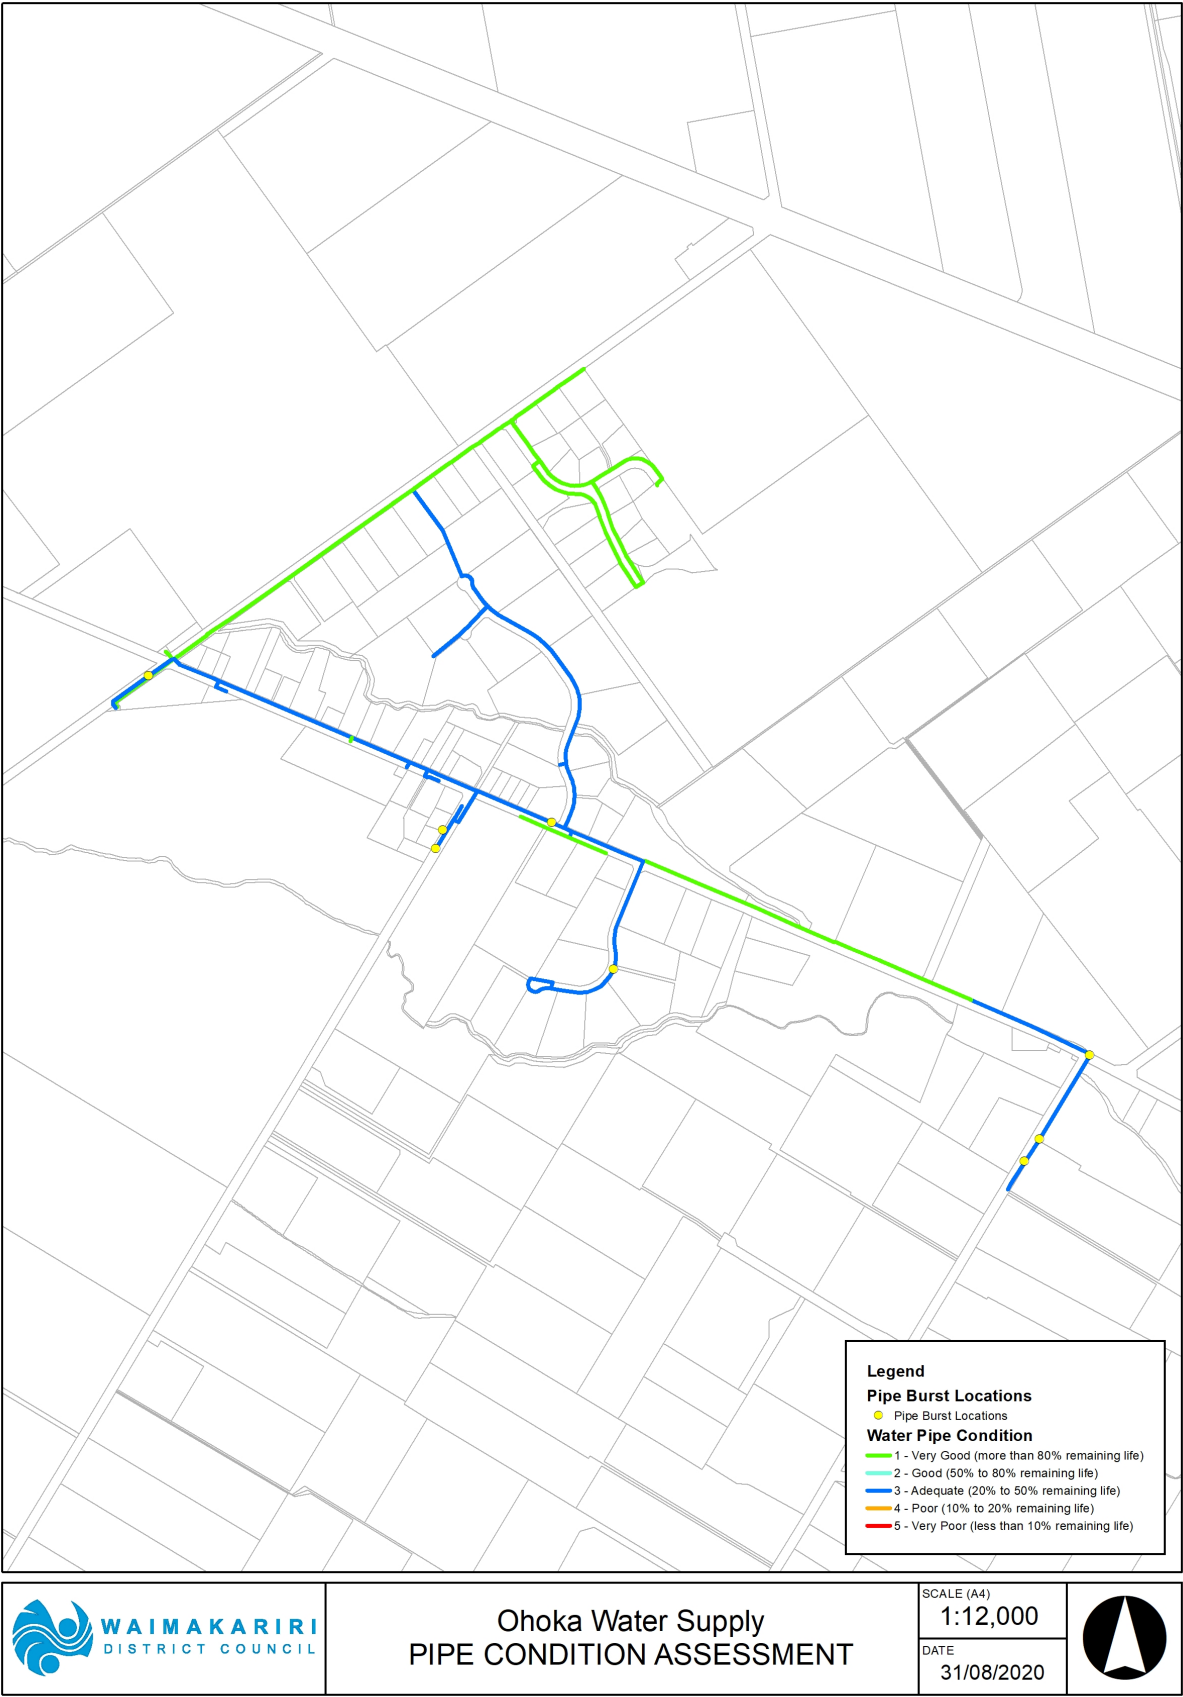 Legend
Pipe Burst Locations
Pipe Burst Locations
Water Pipe Condition
1 - Very Good (more than 80% remaining life)
2 - Good (50% to 80% remaining life)
3 - Adequate (20% to 50% remaining life)
4 - Poor (10% to 20% remaining life)
5 - Very Poor (less than 10% remaining life)
WAIMAKARIRI
DISTRICT COUNCIL
Ohoka Water Supply
PIPE CONDITION ASSESSMENT
SCALE (A4)
1:12,000
DATE
31/08/2020